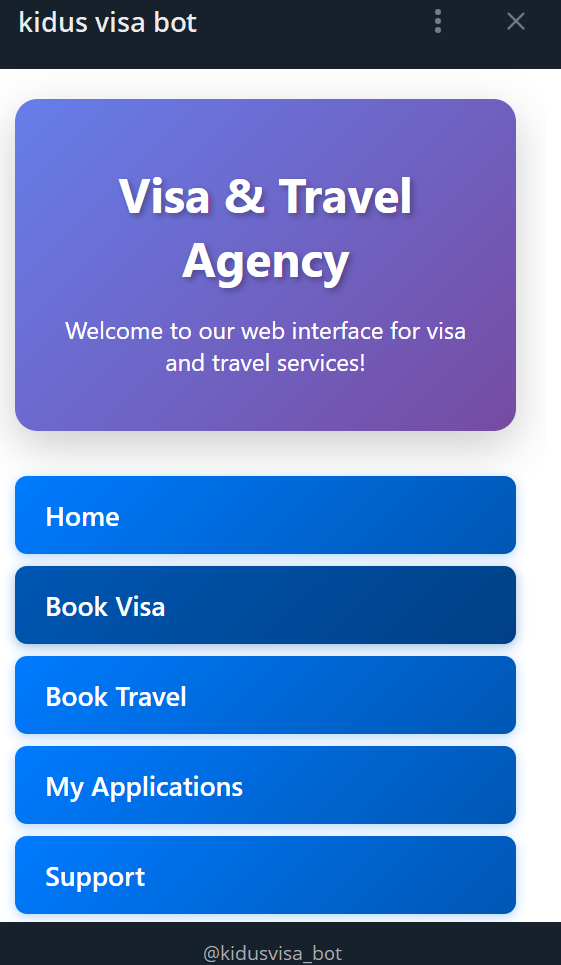 kidus visa bot
Visa & Travel
Agency
Welcome to our web interface for visa
and travel services!
Home
Book Visa
Book Travel
My Applications
Support
@kidusvisa_bot